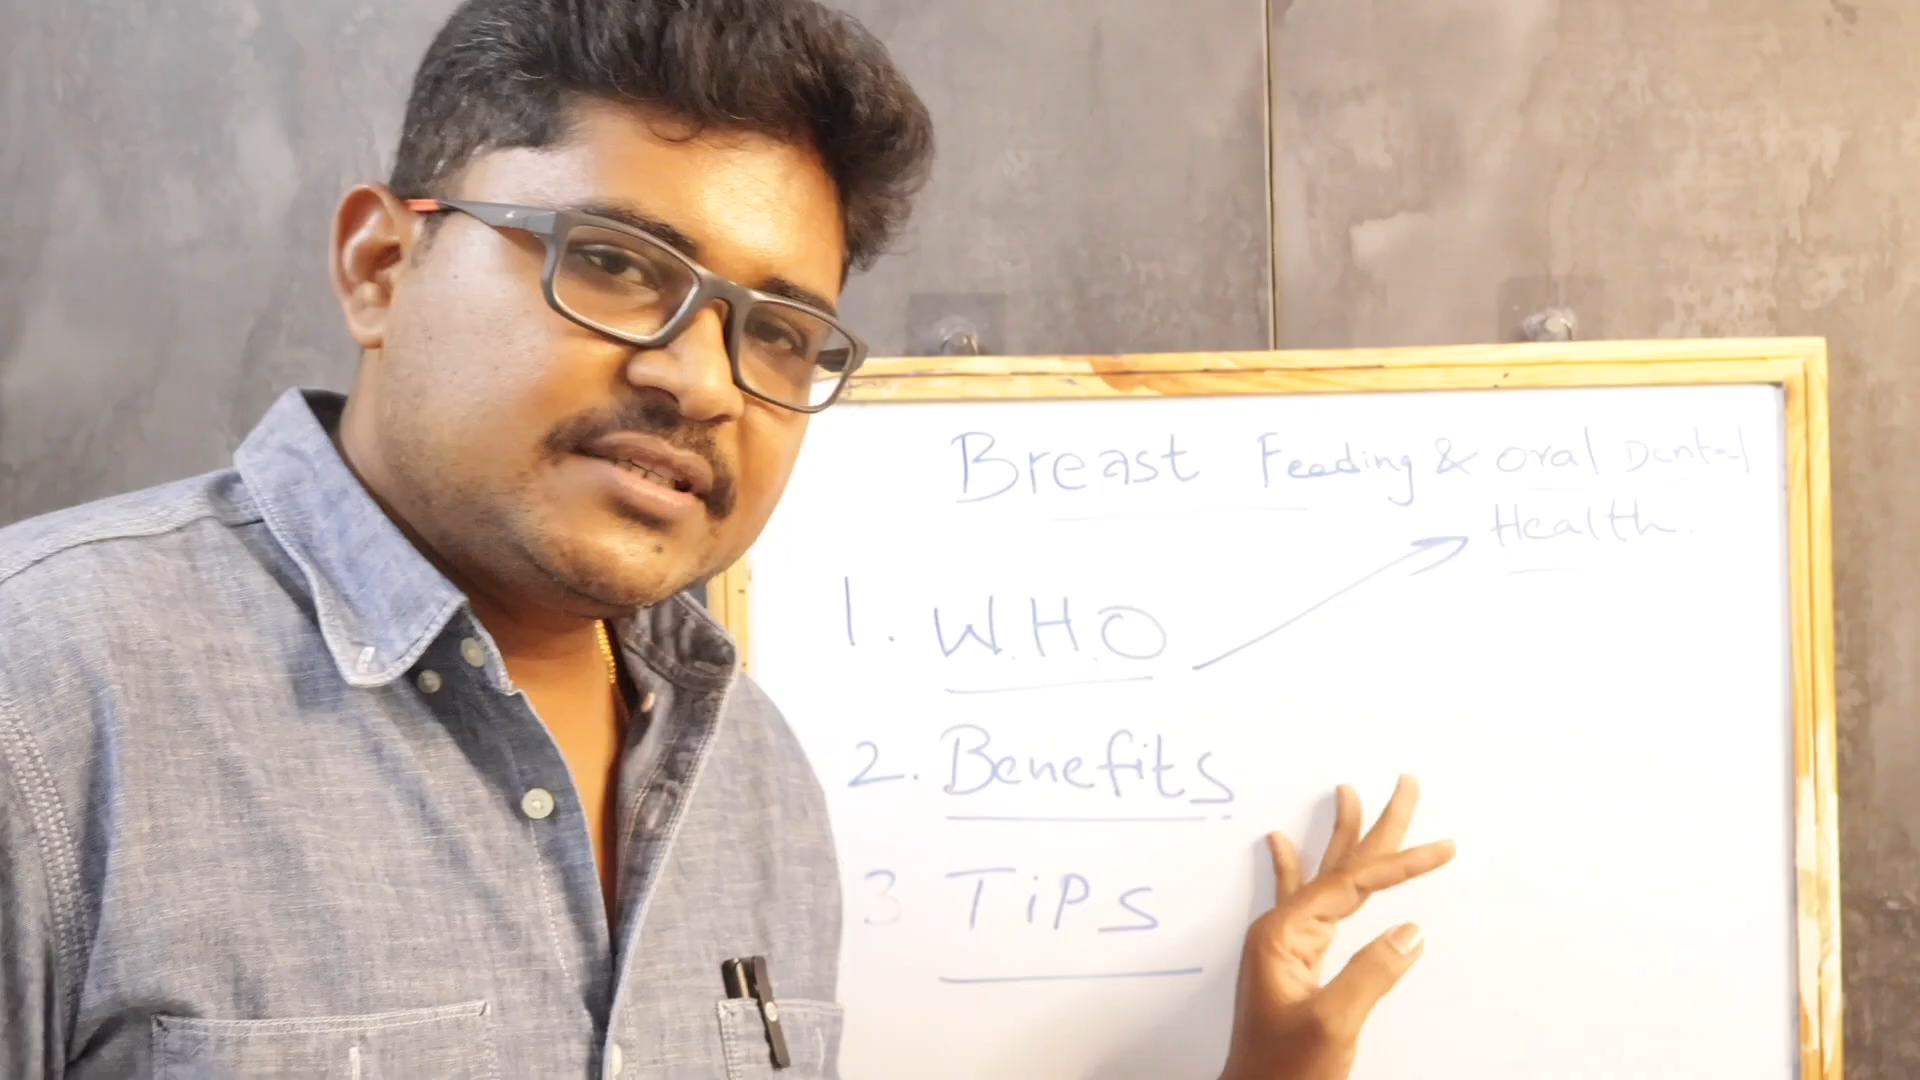 Breast Feeding & Oral Dental
Health.
1. W.H.O
2. Benefits
3 TiPS